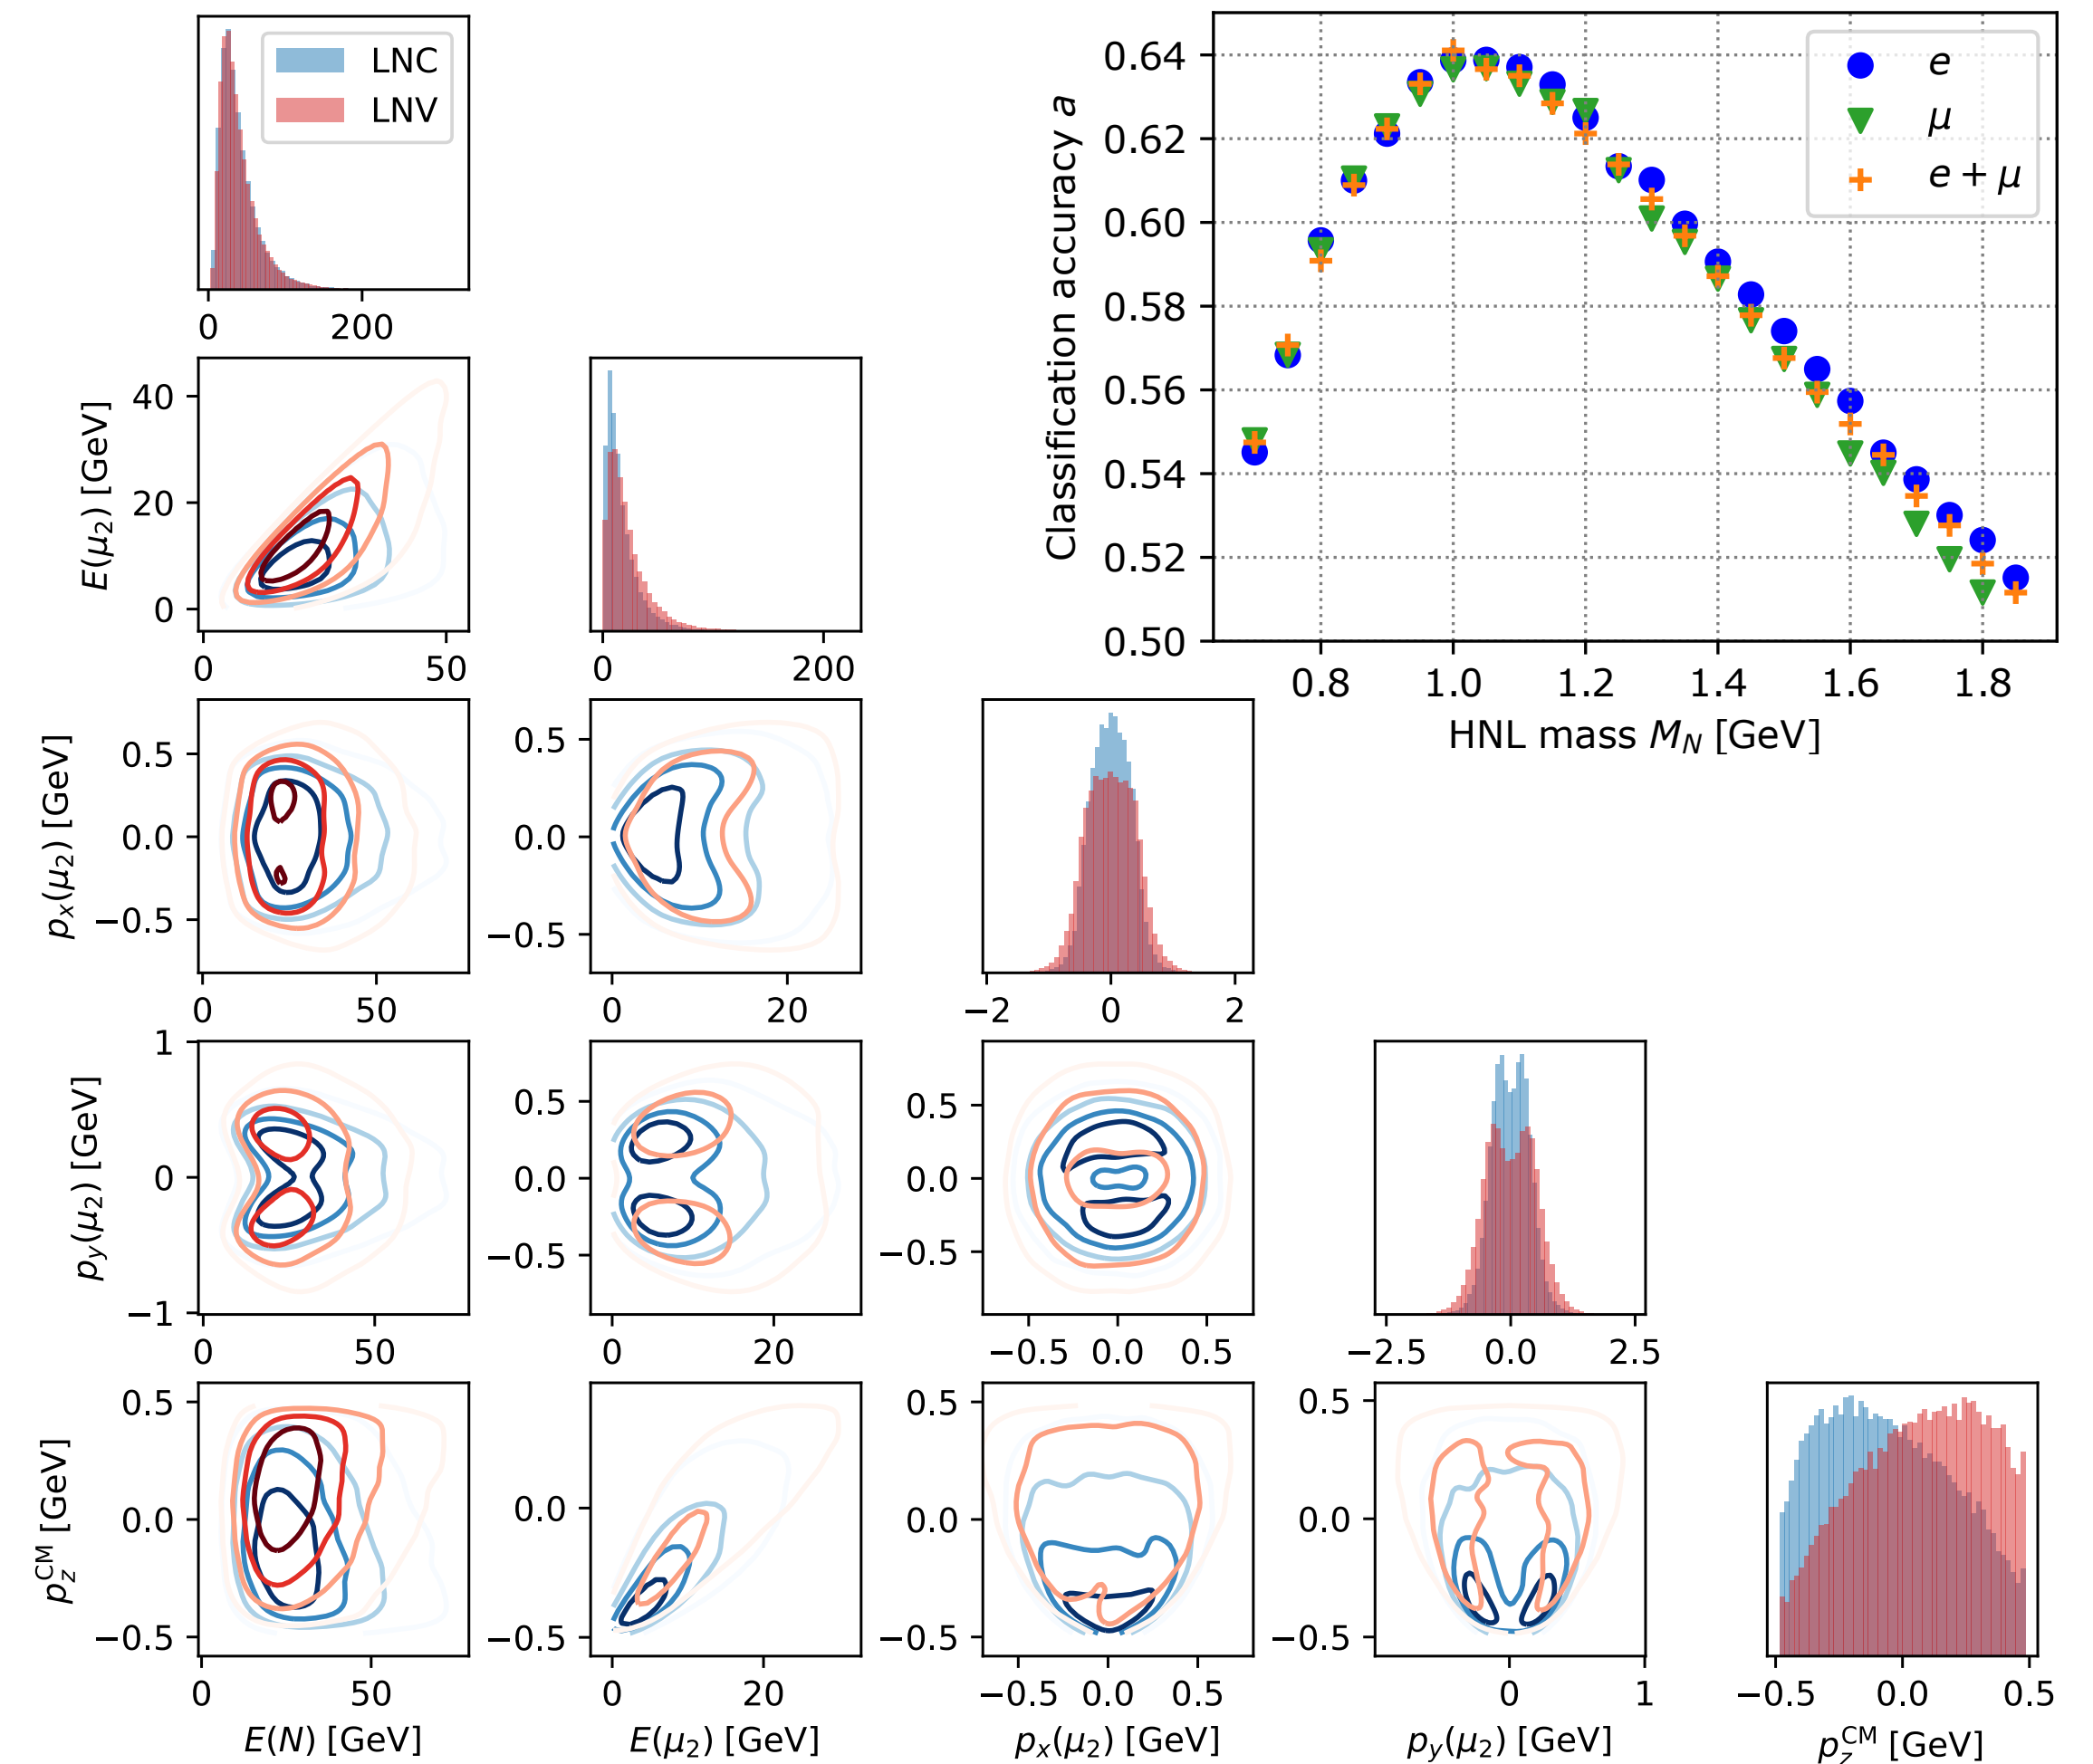 LNC
LNV
0 200
E(μ₂) [GeV]
40
20
0
0 50
0 200
Classification accuracy a
0.64
0.62
0.60
0.58
0.56
0.54
0.52
0.50
e
μ
e + μ
0.8 1.0 1.2 1.4 1.6 1.8
HNL mass M_N [GeV]
pₓ(μ₂) [GeV]
0.5
0.0
−0.5
0 50
0.5
0.0
−0.5
0 20
−2 0 2
p_y(μ₂) [GeV]
1
0
−1
0 50
0.5
0.0
−0.5
0 20
0.5
0.0
−0.5
−0.5 0.0 0.5
−2.5 0.0 2.5
p_z^CM [GeV]
0.5
0.0
−0.5
0 50
E(N) [GeV]
0.0
−0.5
0 20
E(μ₂) [GeV]
0.5
0.0
−0.5
−0.5 0.0 0.5
pₓ(μ₂) [GeV]
0.5
0.0
−0.5
0 1
p_y(μ₂) [GeV]
−0.5 0.0 0.5
p_z^CM [GeV]